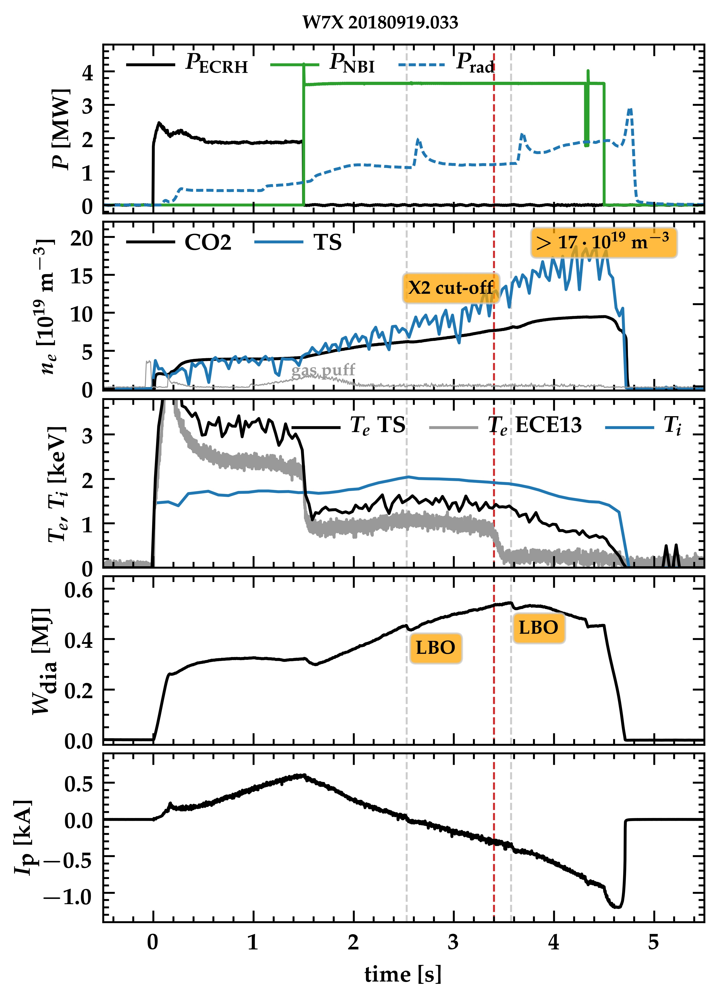 W7X 20180919.033
P_ECRH P_NBI P_rad
P [MW]
4
3
2
1
0
CO2 TS
> 17 · 10^19 m^−3
X2 cut-off
gas puff
n_e [10^19 m^−3]
20
15
10
5
0
T_e TS T_e ECE13 T_i
T_e, T_i [keV]
3
2
1
0
LBO
LBO
W_dia [MJ]
0.6
0.4
0.2
0.0
I_p [kA]
0.5
0.0
−0.5
−1.0
0 1 2 3 4 5
time [s]